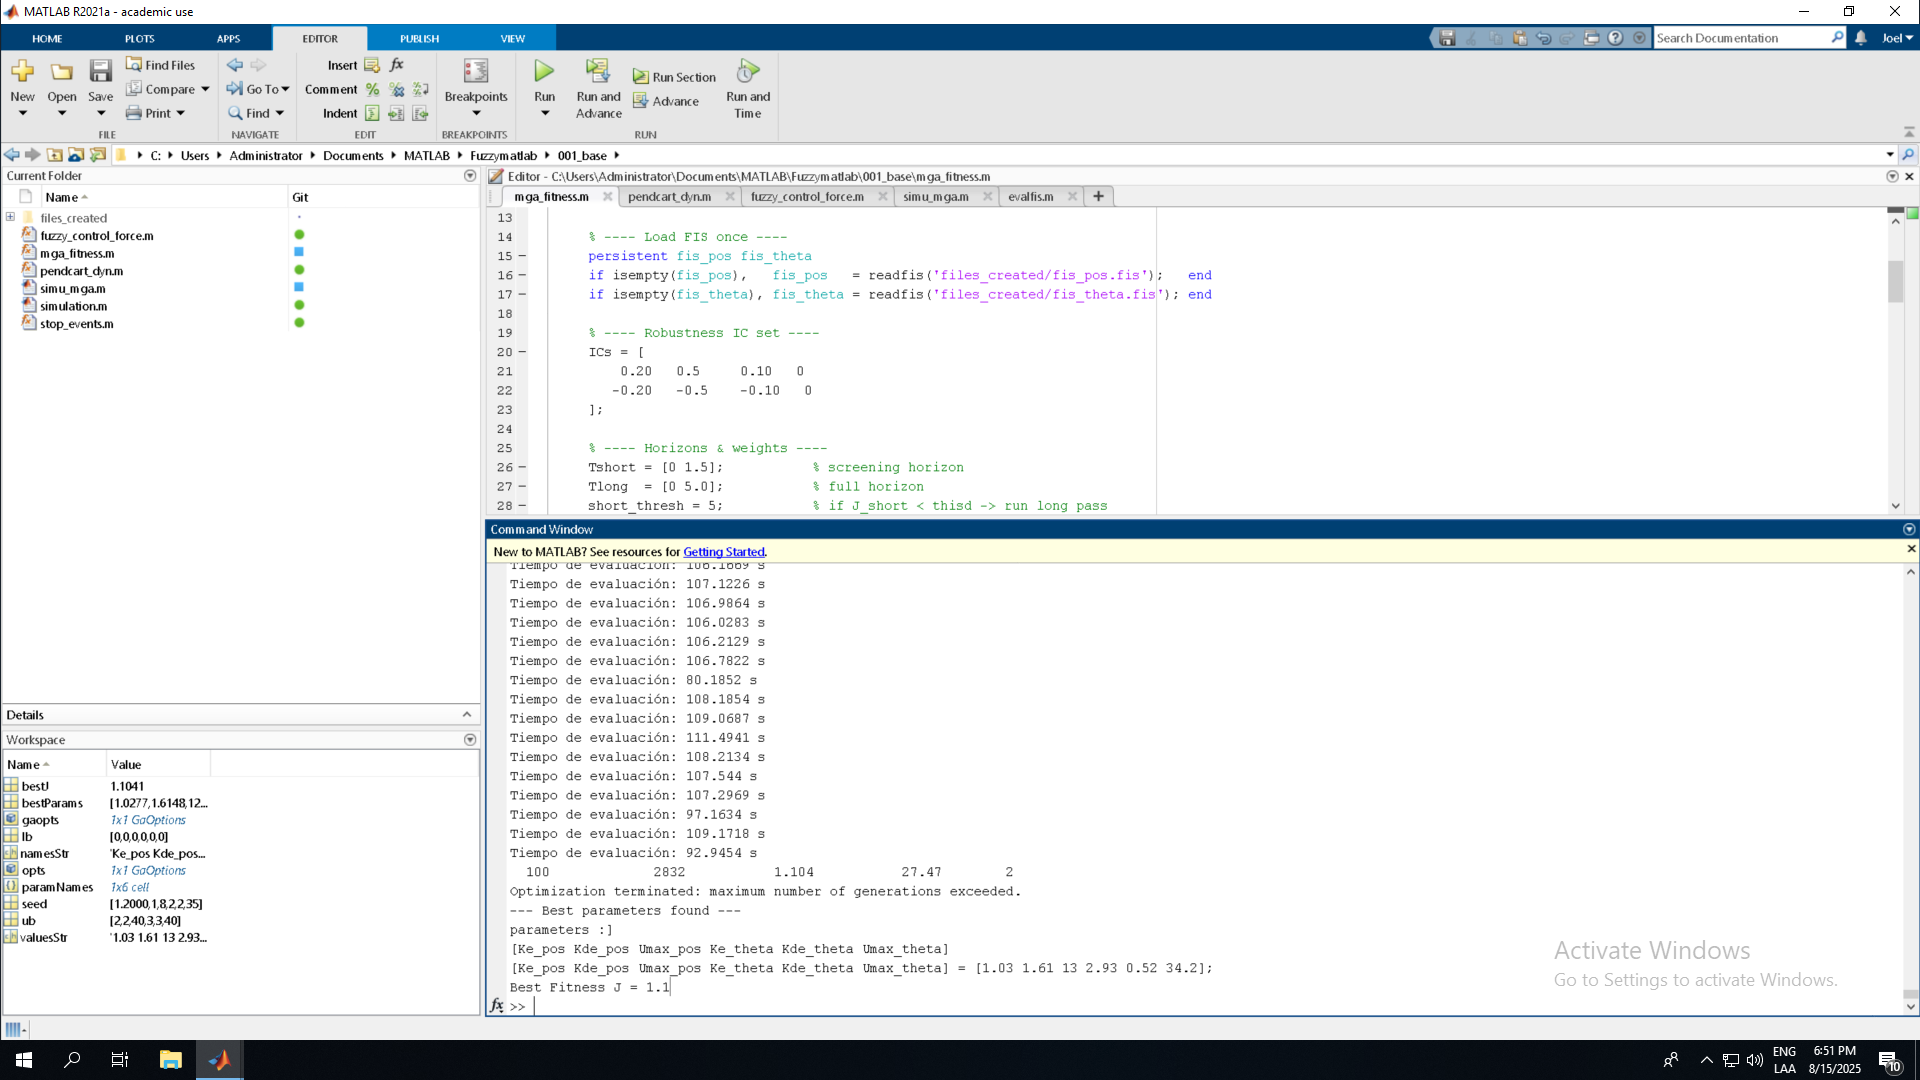 MATLAB R2021a - academic use
HOME
PLOTS
APPS
EDITOR
PUBLISH
VIEW
Search Documentation
Joel
New
Open
Save
Find Files
Compare
Print
FILE
Go To
Find
NAVIGATE
Insert
fx
Comment
Indent
EDIT
Breakpoints
BREAKPOINTS
Run
Run and
Advance
Run Section
Advance
Run and
Time
RUN
C: Users Administrator Documents MATLAB Fuzzymatlab 001_base
Current Folder
Name Git
files_created
fuzzy_control_force.m
mga_fitness.m
pendcart_dyn.m
simu_mga.m
simulation.m
stop_events.m
Details
Workspace
Name Value
bestJ 1.1041
bestParams [1.0277,1.6148,12...
gaopts 1x1 GaOptions
lb [0,0,0,0,0,0]
namesStr 'Ke_pos Kde_pos...
opts 1x1 GaOptions
paramNames 1x6 cell
seed [1.2000,1,8,2,2,35]
ub [2,2,40,3,3,40]
valuesStr '1.03 1.61 13 2.93...
Editor - C:\Users\Administrator\Documents\MATLAB\Fuzzymatlab\001_base\mga_fitness.m
mga_fitness.m pendcart_dyn.m fuzzy_control_force.m simu_mga.m evalfis.m
13
14 % ---- Load FIS once ----
15 persistent fis_pos fis_theta
16 if isempty(fis_pos), fis_pos = readfis('files_created/fis_pos.fis'); end
17 if isempty(fis_theta), fis_theta = readfis('files_created/fis_theta.fis'); end
18
19 % ---- Robustness IC set ----
20 ICs = [
21 0.20 0.5 0.10 0
22 -0.20 -0.5 -0.10 0
23 ];
24
25 % ---- Horizons & weights ----
26 Tshort = [0 1.5]; % screening horizon
27 Tlong = [0 5.0]; % full horizon
28 short_thresh = 5; % if J_short < thisd -> run long pass
Command Window
New to MATLAB? See resources for Getting Started.
Tiempo de evaluación: 106.1669 s
Tiempo de evaluación: 107.1226 s
Tiempo de evaluación: 106.9864 s
Tiempo de evaluación: 106.0283 s
Tiempo de evaluación: 106.2129 s
Tiempo de evaluación: 106.7822 s
Tiempo de evaluación: 80.1852 s
Tiempo de evaluación: 108.1854 s
Tiempo de evaluación: 109.0687 s
Tiempo de evaluación: 111.4941 s
Tiempo de evaluación: 108.2134 s
Tiempo de evaluación: 107.544 s
Tiempo de evaluación: 107.2969 s
Tiempo de evaluación: 97.1634 s
Tiempo de evaluación: 109.1718 s
Tiempo de evaluación: 92.9454 s
100 2832 1.104 27.47 2
Optimization terminated: maximum number of generations exceeded.
--- Best parameters found ---
parameters :]
[Ke_pos Kde_pos Umax_pos Ke_theta Kde_theta Umax_theta]
[Ke_pos Kde_pos Umax_pos Ke_theta Kde_theta Umax_theta] = [1.03 1.61 13 2.93 0.52 34.2];
Best Fitness J = 1.1
fx >>
Activate Windows
Go to Settings to activate Windows.
ENG
LAA
6:51 PM
8/15/2025
10